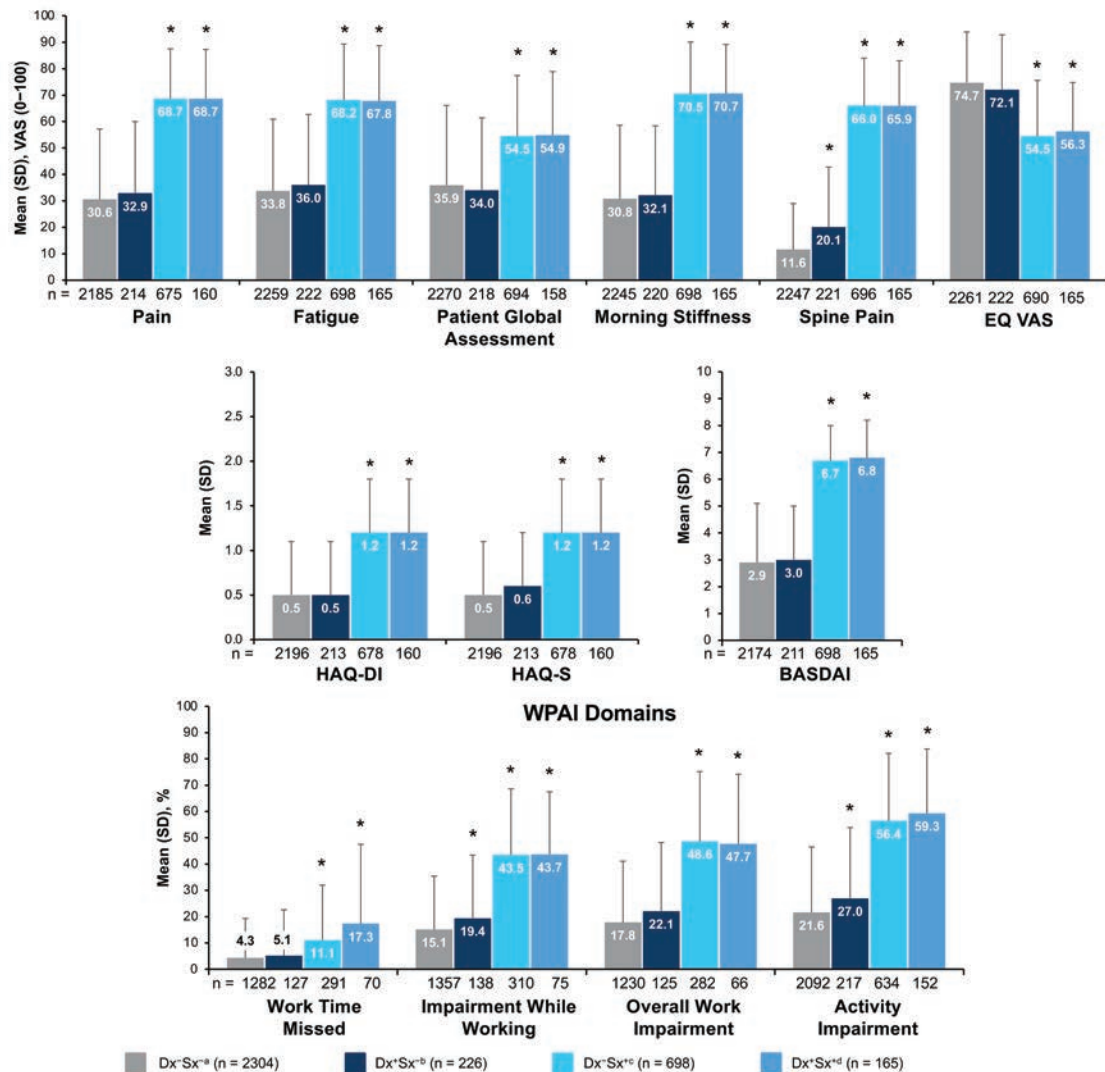 Mean (SD), VAS (0–100)
100
90
80
70
60
50
40
30
20
10
0
* * * * * * * * * * *
30.6 32.9 68.7 68.7
33.8 36.0 68.2 67.8
35.9 34.0 54.5 54.9
30.8 32.1 70.5 70.7
11.6 20.1 66.0 65.9
74.7 72.1 54.5 56.3
n = 2185 214 675 160 2259 222 698 165 2270 218 694 158 2245 220 698 165 2247 221 696 165 2261 222 690 165
Pain Fatigue Patient Global Morning Stiffness Spine Pain EQ VAS
Assessment
Mean (SD)
3.0
2.5
2.0
1.5
1.0
0.5
0.0
* * * *
0.5 0.5 1.2 1.2
0.5 0.6 1.2 1.2
n = 2196 213 678 160 2196 213 678 160
HAQ-DI HAQ-S
Mean (SD)
10
9
8
7
6
5
4
3
2
1
0
* *
2.9 3.0 6.7 6.8
n = 2174 211 698 165
BASDAI
WPAI Domains
Mean (SD), %
100
90
80
70
60
50
40
30
20
10
0
* * * * * * * * * *
4.3 5.1 11.1 17.3
15.1 19.4 43.5 43.7
17.8 22.1 48.6 47.7
21.6 27.0 56.4 59.3
n = 1282 127 291 70 1357 138 310 75 1230 125 282 66 2092 217 634 152
Work Time Impairment While Overall Work Activity
Missed Working Impairment Impairment
Dx⁻Sx⁻ᵃ (n = 2304) Dx⁺Sx⁻ᵇ (n = 226) Dx⁻Sx⁺ᶜ (n = 698) Dx⁺Sx⁺ᵈ (n = 165)